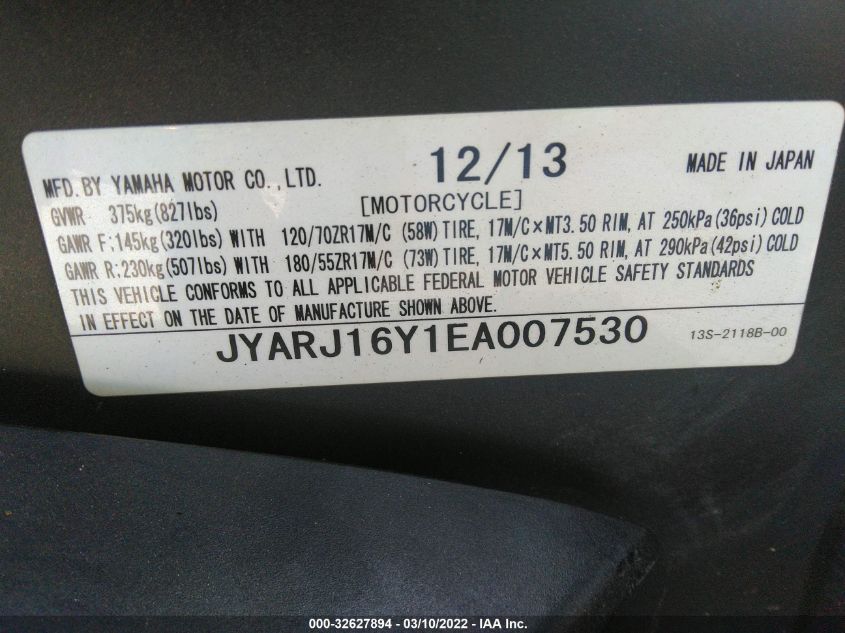 12/13
MADE IN JAPAN
MFD.BY YAMAHA MOTOR CO.,LTD.
[MOTORCYCLE]
GVWR 375kg(827lbs)
GAWR F:145kg(320lbs) WITH 120/70ZR17M/C (58W) TIRE, 17M/C×MT3.50 RIM, AT 250kPa(36psi) COLD
GAWR R:230kg(507lbs) WITH 180/55ZR17M/C (73W) TIRE, 17M/C×MT5.50 RIM, AT 290kPa(42psi) COLD
THIS VEHICLE CONFORMS TO ALL APPLICABLE FEDERAL MOTOR VEHICLE SAFETY STANDARDS
IN EFFECT ON THE DATE OF MANUFACTURE SHOWN ABOVE.
JYARJ16Y1EA007530
13S-2118B-00
000-32627894 - 03/10/2022 - IAA Inc.